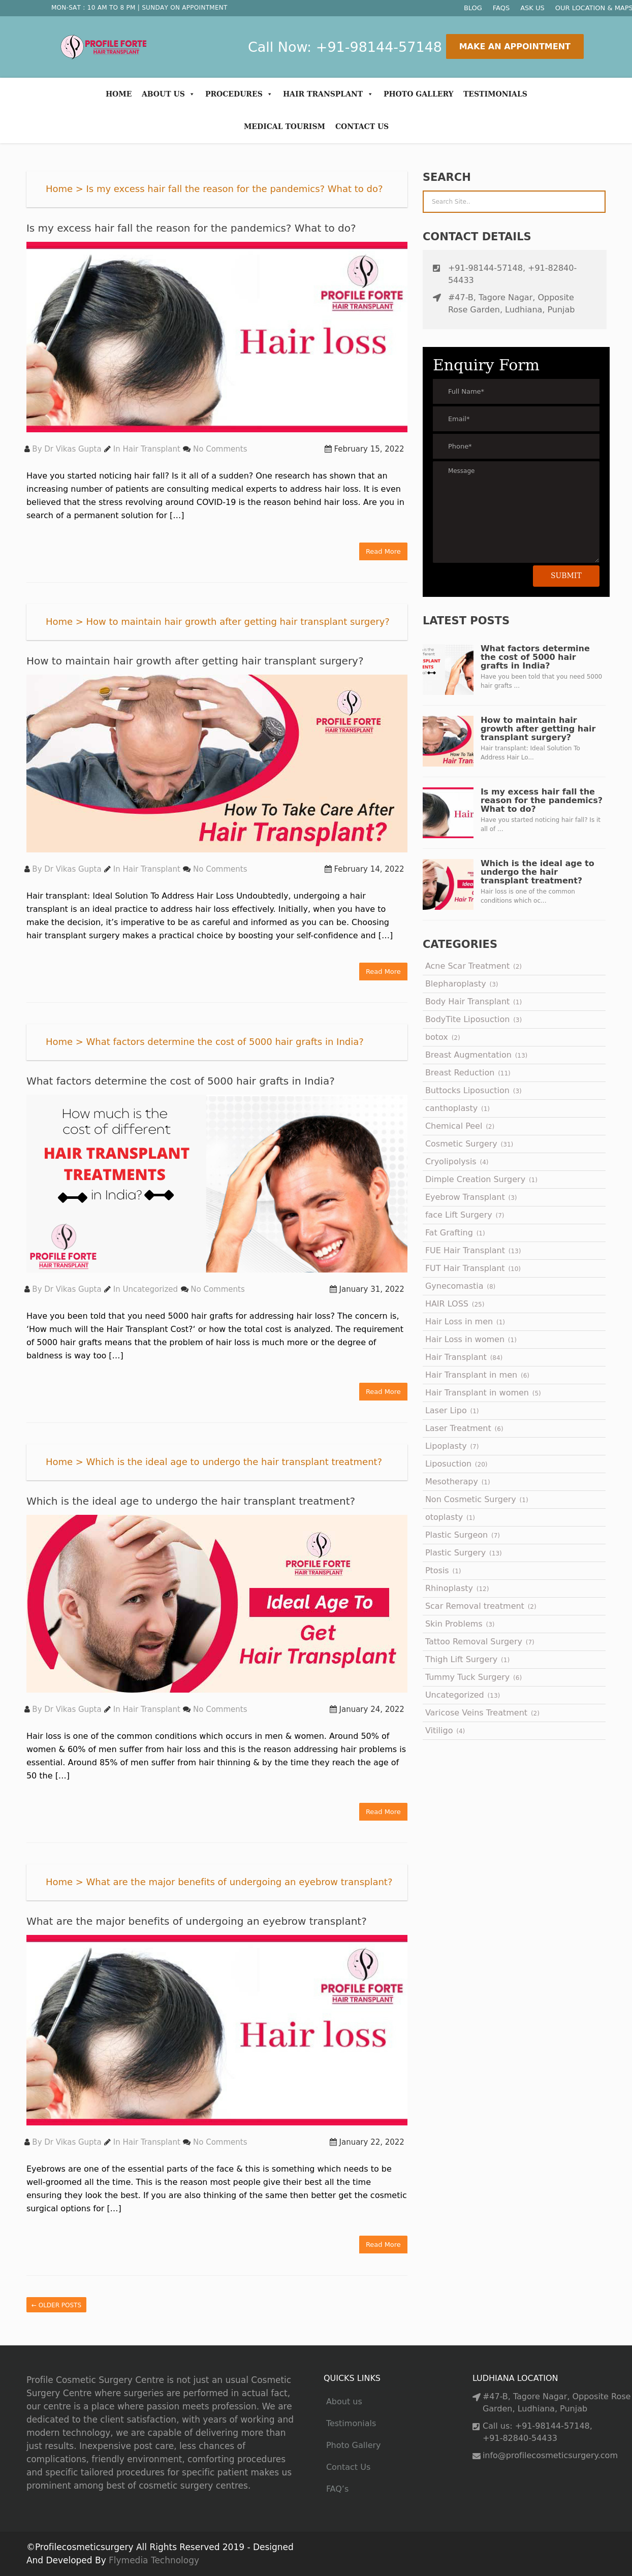 MON-SAT : 10 AM TO 8 PM | SUNDAY ON APPOINTMENT
BLOG FAQS ASK US OUR LOCATION & MAPS
PROFILE FORTE
HAIR TRANSPLANT
Call Now: +91-98144-57148
MAKE AN APPOINTMENT
HOME ABOUT US PROCEDURES HAIR TRANSPLANT PHOTO GALLERY TESTIMONIALS
MEDICAL TOURISM CONTACT US
Home > Is my excess hair fall the reason for the pandemics? What to do?
Is my excess hair fall the reason for the pandemics? What to do?
PROFILE FORTE
HAIR TRANSPLANT
Hair loss
By Dr Vikas Gupta In Hair Transplant No Comments
February 15, 2022
Have you started noticing hair fall? Is it all of a sudden? One research has shown that an
increasing number of patients are consulting medical experts to address hair loss. It is even
believed that the stress revolving around COVID-19 is the reason behind hair loss. Are you in
search of a permanent solution for […]
Read More
Home > How to maintain hair growth after getting hair transplant surgery?
How to maintain hair growth after getting hair transplant surgery?
PROFILE FORTE
HAIR TRANSPLANT
How To Take Care After
Hair Transplant?
By Dr Vikas Gupta In Hair Transplant No Comments
February 14, 2022
Hair transplant: Ideal Solution To Address Hair Loss Undoubtedly, undergoing a hair
transplant is an ideal practice to address hair loss effectively. Initially, when you have to
make the decision, it’s imperative to be as careful and informed as you can be. Choosing
hair transplant surgery makes a practical choice by boosting your self-confidence and […]
Read More
Home > What factors determine the cost of 5000 hair grafts in India?
What factors determine the cost of 5000 hair grafts in India?
How much is the
cost of different
HAIR TRANSPLANT
TREATMENTS
in India?
PROFILE FORTE
HAIR TRANSPLANT
By Dr Vikas Gupta In Uncategorized No Comments
January 31, 2022
Have you been told that you need 5000 hair grafts for addressing hair loss? The concern is,
‘How much will the Hair Transplant Cost?’ or how the total cost is analyzed. The requirement
of 5000 hair grafts means that the problem of hair loss is much more or the degree of
baldness is way too […]
Read More
Home > Which is the ideal age to undergo the hair transplant treatment?
Which is the ideal age to undergo the hair transplant treatment?
PROFILE FORTE
HAIR TRANSPLANT
Ideal Age To
Get
Hair Transplant
By Dr Vikas Gupta In Hair Transplant No Comments
January 24, 2022
Hair loss is one of the common conditions which occurs in men & women. Around 50% of
women & 60% of men suffer from hair loss and this is the reason addressing hair problems is
essential. Around 85% of men suffer from hair thinning & by the time they reach the age of
50 the […]
Read More
Home > What are the major benefits of undergoing an eyebrow transplant?
What are the major benefits of undergoing an eyebrow transplant?
PROFILE FORTE
HAIR TRANSPLANT
Hair loss
By Dr Vikas Gupta In Hair Transplant No Comments
January 22, 2022
Eyebrows are one of the essential parts of the face & this is something which needs to be
well-groomed all the time. This is the reason most people give their best all the time
ensuring they look the best. If you are also thinking of the same then better get the cosmetic
surgical options for […]
Read More
← OLDER POSTS
SEARCH
Search Site..
CONTACT DETAILS
+91-98144-57148, +91-82840-
54433
#47-B, Tagore Nagar, Opposite
Rose Garden, Ludhiana, Punjab
Enquiry Form
Full Name*
Email*
Phone*
Message
SUBMIT
LATEST POSTS
What factors determine
the cost of 5000 hair
grafts in India?
Have you been told that you need 5000
hair grafts ...
How to maintain hair
growth after getting hair
transplant surgery?
Hair transplant: Ideal Solution To
Address Hair Lo...
Is my excess hair fall the
reason for the pandemics?
What to do?
Have you started noticing hair fall? Is it
all of ...
Which is the ideal age to
undergo the hair
transplant treatment?
Hair loss is one of the common
conditions which oc...
CATEGORIES
Acne Scar Treatment (2)
Blepharoplasty (3)
Body Hair Transplant (1)
BodyTite Liposuction (3)
botox (2)
Breast Augmentation (13)
Breast Reduction (11)
Buttocks Liposuction (3)
canthoplasty (1)
Chemical Peel (2)
Cosmetic Surgery (31)
Cryolipolysis (4)
Dimple Creation Surgery (1)
Eyebrow Transplant (3)
face Lift Surgery (7)
Fat Grafting (1)
FUE Hair Transplant (13)
FUT Hair Transplant (10)
Gynecomastia (8)
HAIR LOSS (25)
Hair Loss in men (1)
Hair Loss in women (1)
Hair Transplant (84)
Hair Transplant in men (6)
Hair Transplant in women (5)
Laser Lipo (1)
Laser Treatment (6)
Lipoplasty (7)
Liposuction (20)
Mesotherapy (1)
Non Cosmetic Surgery (1)
otoplasty (1)
Plastic Surgeon (7)
Plastic Surgery (13)
Ptosis (1)
Rhinoplasty (12)
Scar Removal treatment (2)
Skin Problems (3)
Tattoo Removal Surgery (7)
Thigh Lift Surgery (1)
Tummy Tuck Surgery (6)
Uncategorized (13)
Varicose Veins Treatment (2)
Vitiligo (4)
Profile Cosmetic Surgery Centre is not just an usual Cosmetic
Surgery Centre where surgeries are performed in actual fact,
our centre is a place where passion meets profession. We are
dedicated to the client satisfaction, with years of working and
modern technology, we are capable of delivering more than
just results. Inexpensive post care, less chances of
complications, friendly environment, comforting procedures
and specific tailored procedures for specific patient makes us
prominent among best of cosmetic surgery centres.
QUICKS LINKS
About us
Testimonials
Photo Gallery
Contact Us
FAQ’s
LUDHIANA LOCATION
#47-B, Tagore Nagar, Opposite Rose
Garden, Ludhiana, Punjab
Call us: +91-98144-57148,
+91-82840-54433
info@profilecosmeticsurgery.com
©Profilecosmeticsurgery All Rights Reserved 2019 - Designed
And Developed By Flymedia Technology